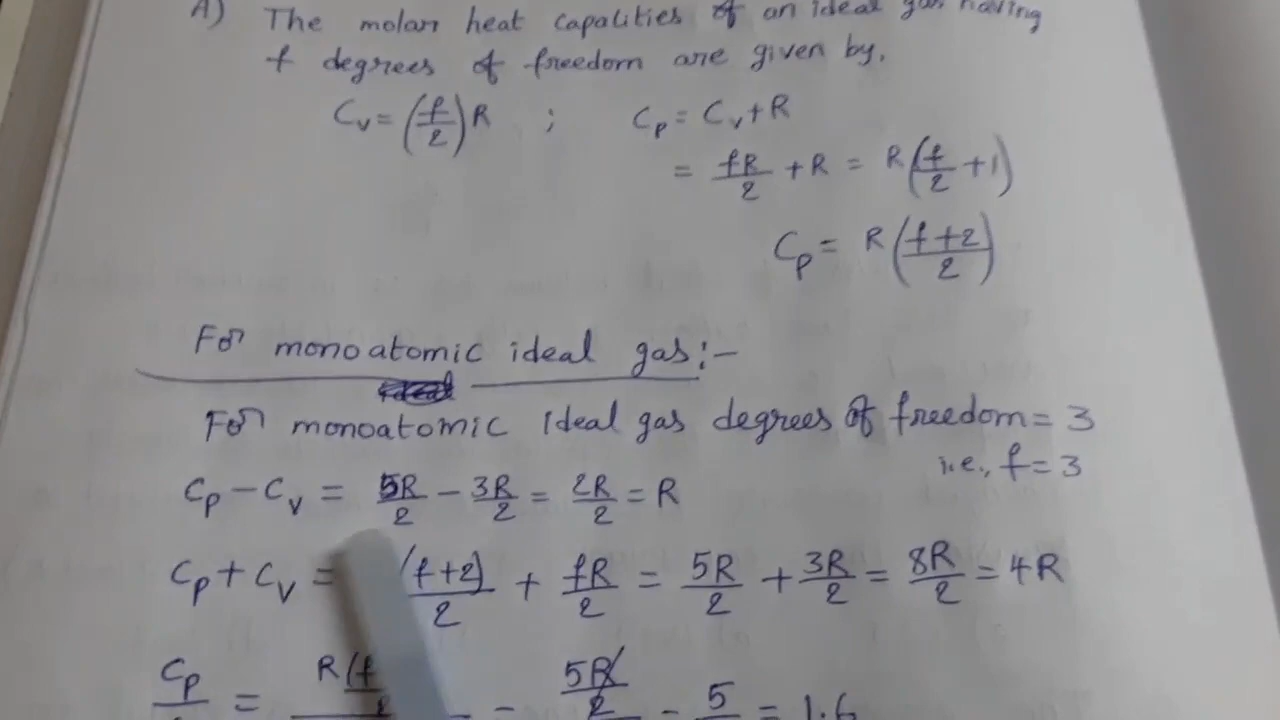 A) The molar heat capalities of an ideal gas having
f degrees of freedom are given by,
Cv = (f/2)R ; Cp = Cv + R
= fR/2 + R = R(f/2 + 1)
Cp = R(f+2/2)
For monoatomic ideal gas:-
For monoatomic ideal gas degrees of freedom = 3
i.e., f = 3
Cp - Cv = 5R/2 - 3R/2 = 2R/2 = R
Cp + Cv = (f+2)/2 + fR/2 = 5R/2 + 3R/2 = 8R/2 = 4R
Cp = R(f = 5R/2 = 5 = 1.6